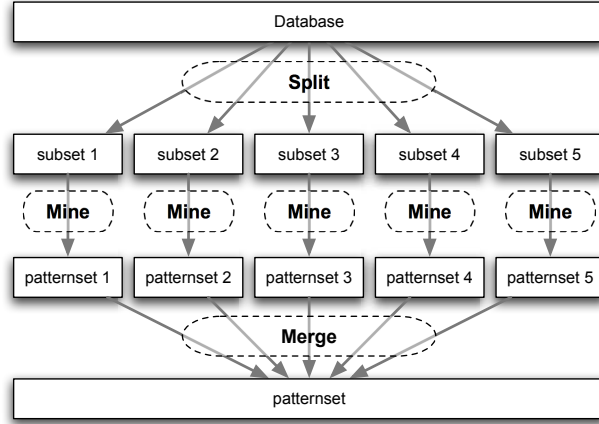 Database
Split
subset 1 subset 2 subset 3 subset 4 subset 5
Mine Mine Mine Mine Mine
patternset 1 patternset 2 patternset 3 patternset 4 patternset 5
Merge
patternset